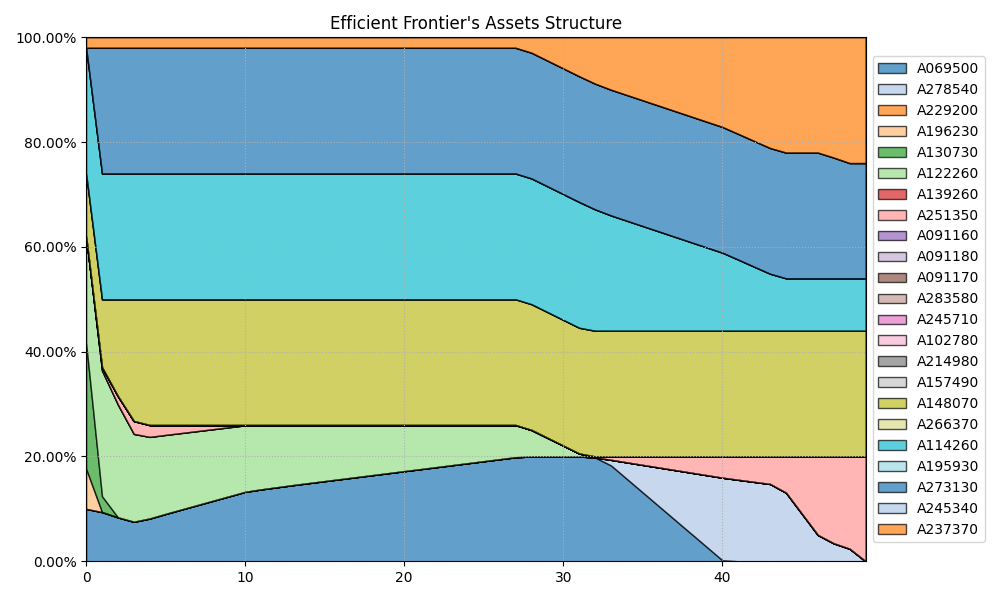 Efficient Frontier's Assets Structure
100.00%
80.00%
60.00%
40.00%
20.00%
0.00%
0
10
20
30
40
A069500
A278540
A229200
A196230
A130730
A122260
A139260
A251350
A091160
A091180
A091170
A283580
A245710
A102780
A214980
A157490
A148070
A266370
A114260
A195930
A273130
A245340
A237370